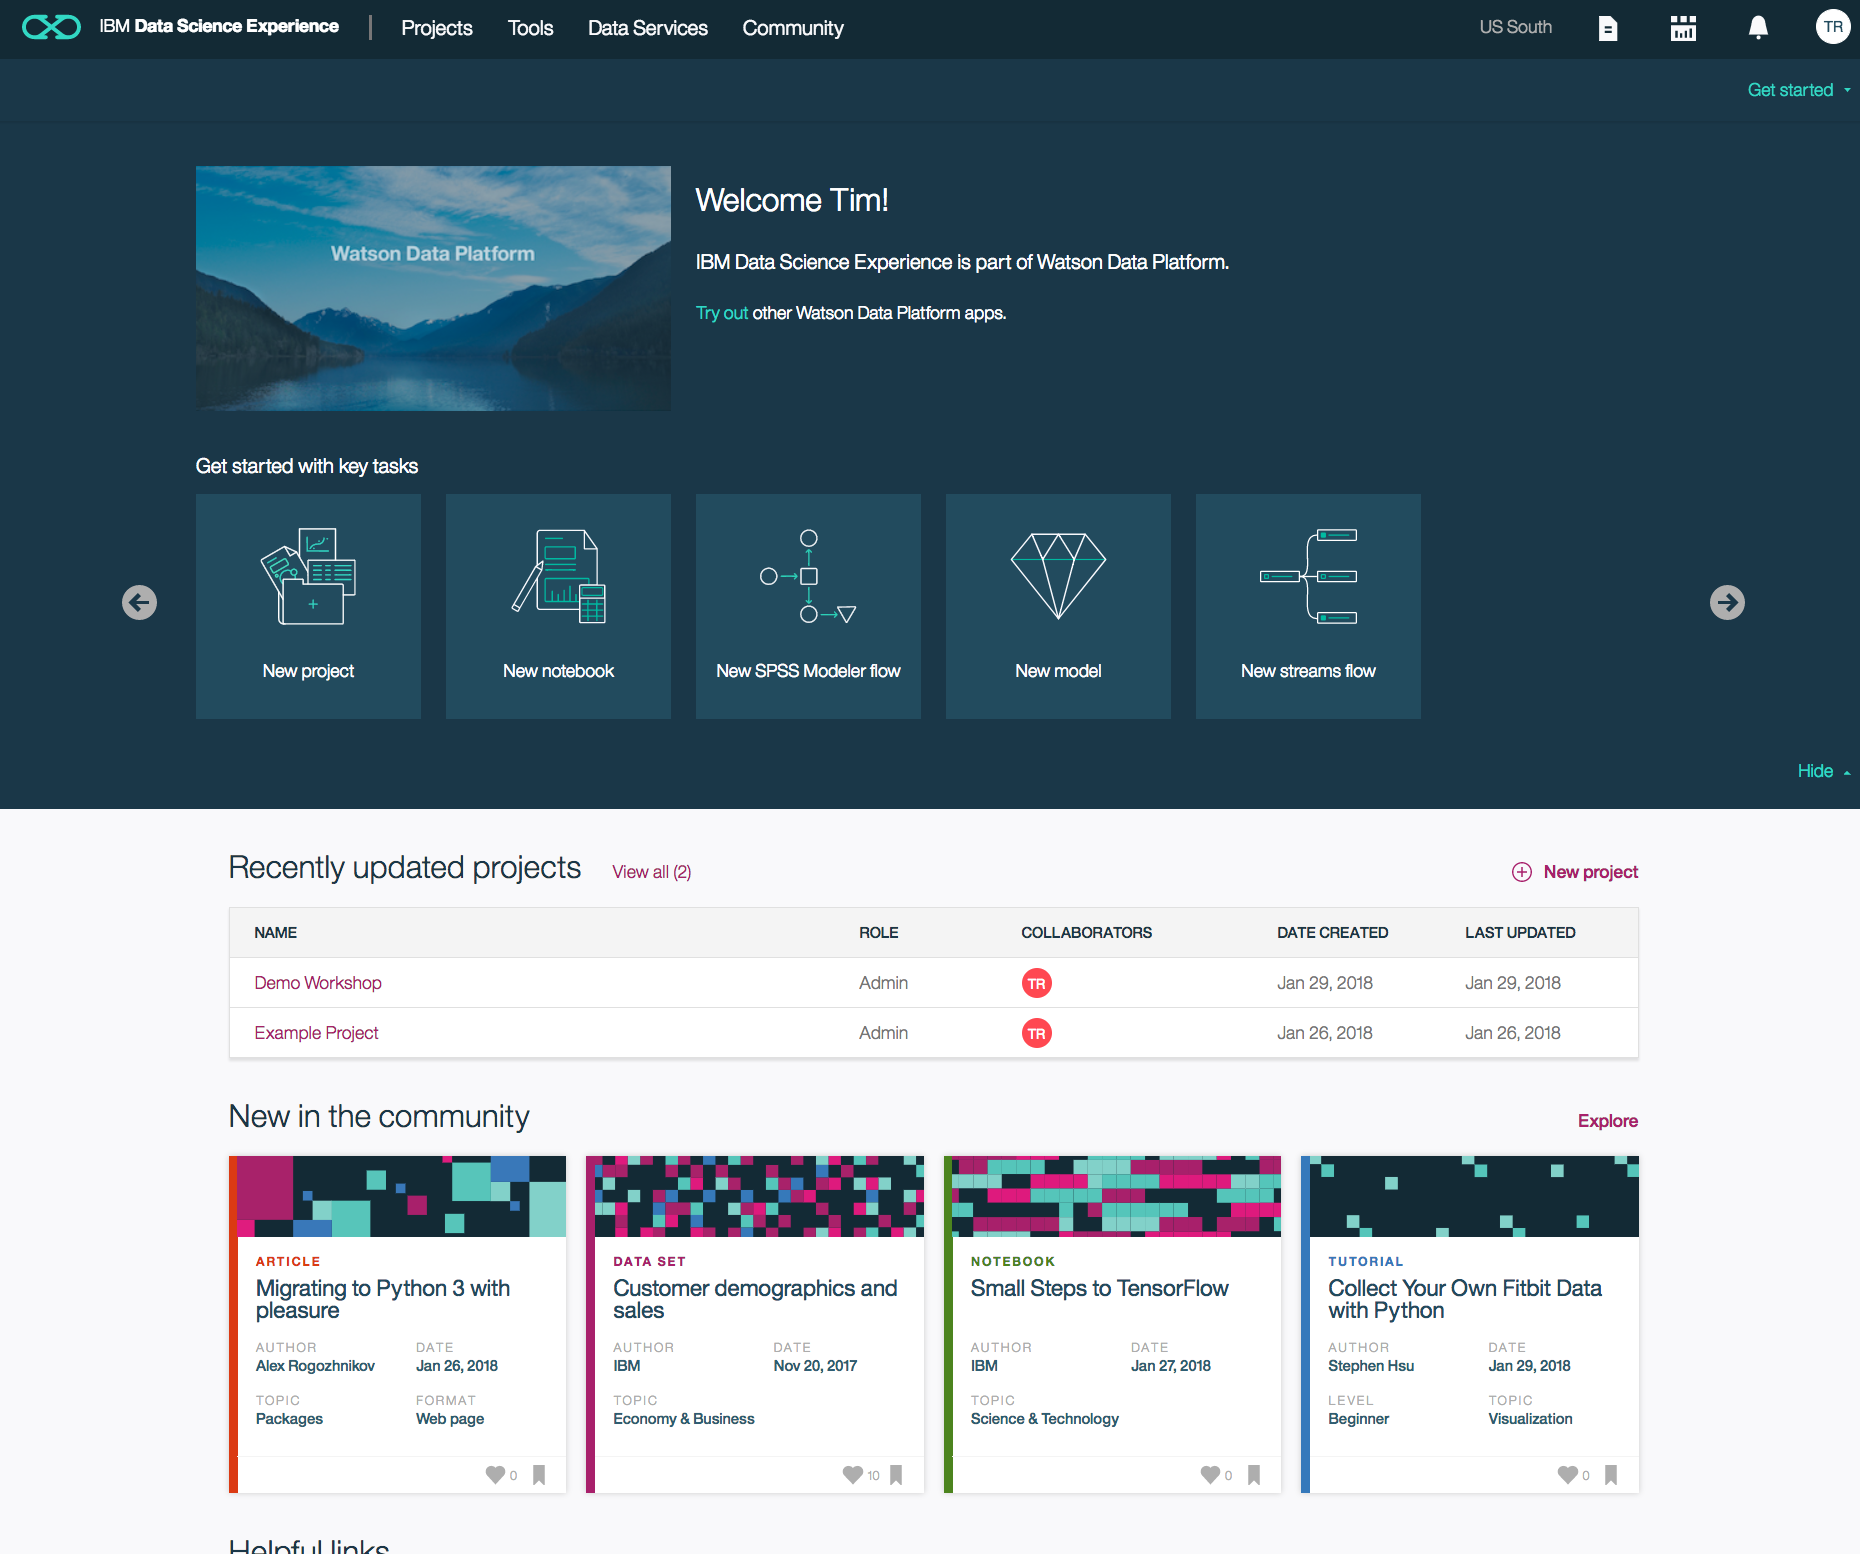 IBM Data Science Experience | Projects Tools Data Services Community US South TR
Get started
Watson Data Platform
Welcome Tim!
IBM Data Science Experience is part of Watson Data Platform.
Try out other Watson Data Platform apps.
Get started with key tasks
New project New notebook New SPSS Modeler flow New model New streams flow
Hide
Recently updated projects View all (2) New project
NAME ROLE COLLABORATORS DATE CREATED LAST UPDATED
Demo Workshop Admin TR Jan 29, 2018 Jan 29, 2018
Example Project Admin TR Jan 26, 2018 Jan 26, 2018
New in the community Explore
ARTICLE
Migrating to Python 3 with
pleasure
AUTHOR DATE
Alex Rogozhnikov Jan 26, 2018
TOPIC FORMAT
Packages Web page
0
DATA SET
Customer demographics and
sales
AUTHOR DATE
IBM Nov 20, 2017
TOPIC
Economy & Business
10
NOTEBOOK
Small Steps to TensorFlow
AUTHOR DATE
IBM Jan 27, 2018
TOPIC
Science & Technology
0
TUTORIAL
Collect Your Own Fitbit Data
with Python
AUTHOR DATE
Stephen Hsu Jan 29, 2018
LEVEL TOPIC
Beginner Visualization
0
Helpful links